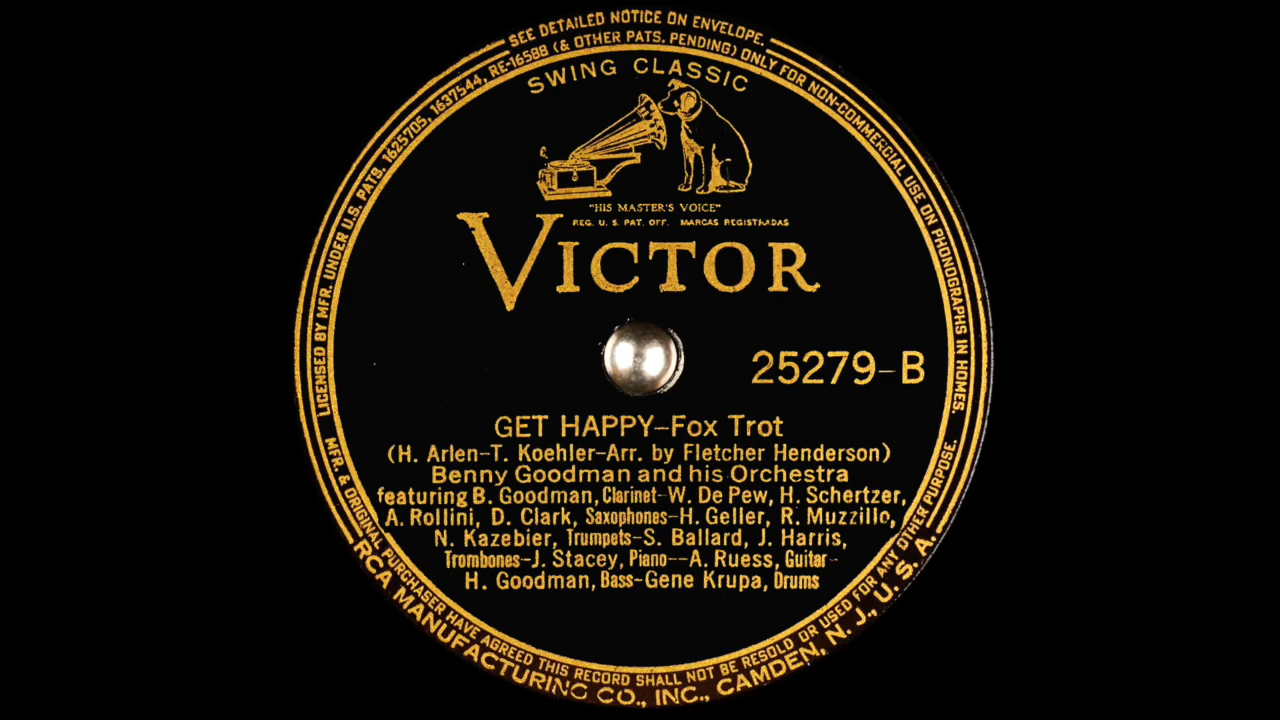 SEE DETAILED NOTICE ON ENVELOPE.
LICENSED BY MFR. UNDER U.S. PATS. 1625705, 1637544, RE-16588 (& OTHER PATS. PENDING) ONLY FOR NON-COMMERCIAL USE ON PHONOGRAPHS IN HOMES.
SWING CLASSIC
"HIS MASTER'S VOICE"
REG. U. S. PAT. OFF. MARCAS REGISTRADAS
VICTOR
25279-B
GET HAPPY-Fox Trot
(H. Arlen-T. Koehler-Arr. by Fletcher Henderson)
Benny Goodman and his Orchestra
featuring B. Goodman, Clarinet-W. De Pew, H. Schertzer,
A. Rollini, D. Clark, Saxophones-H. Geller, R. Muzzillo,
N. Kazebier, Trumpets-S. Ballard, J. Harris,
Trombones-J. Stacey, Piano--A. Ruess, Guitar-
H. Goodman, Bass-Gene Krupa, Drums
MFR. & ORIGINAL PURCHASER HAVE AGREED THIS RECORD SHALL NOT BE RESOLD OR USED FOR ANY OTHER PURPOSE.
RCA MANUFACTURING CO., INC., CAMDEN, N. J., U. S. A.